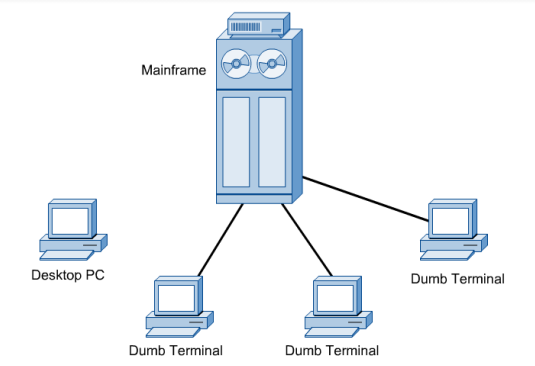 Mainframe
Desktop PC
Dumb Terminal
Dumb Terminal
Dumb Terminal